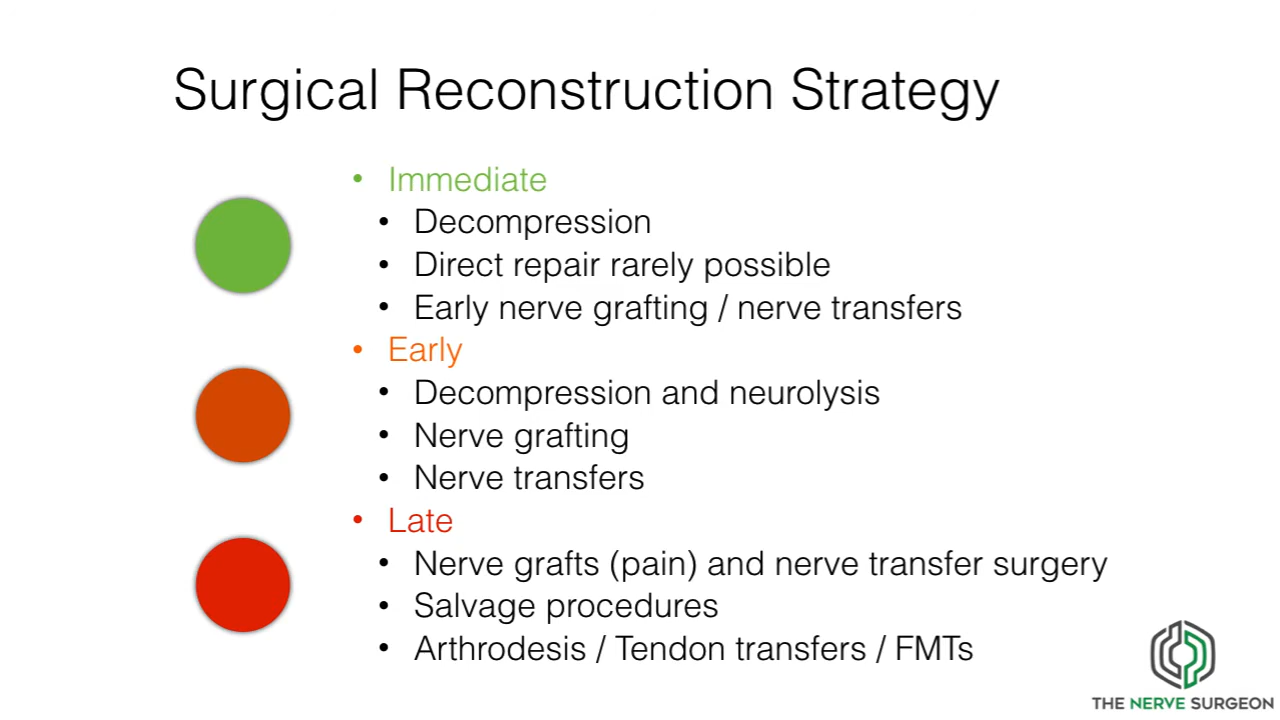 Surgical Reconstruction Strategy
• Immediate
• Decompression
• Direct repair rarely possible
• Early nerve grafting / nerve transfers
• Early
• Decompression and neurolysis
• Nerve grafting
• Nerve transfers
• Late
• Nerve grafts (pain) and nerve transfer surgery
• Salvage procedures
• Arthrodesis / Tendon transfers / FMTs
THE NERVE SURGEON